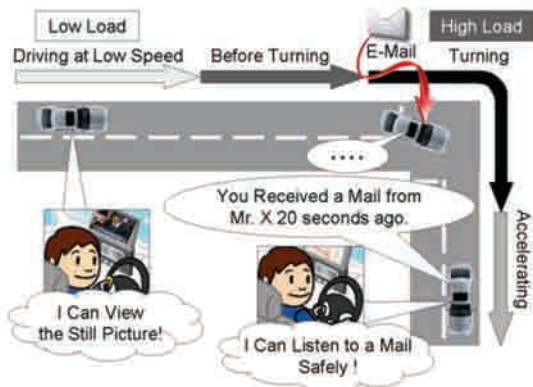 Low Load
High Load
Driving at Low Speed
Before Turning
E-Mail
Turning
....
You Received a Mail from
Mr. X 20 seconds ago.
Accelerating
I Can View
the Still Picture!
I Can Listen to a Mail
Safely !